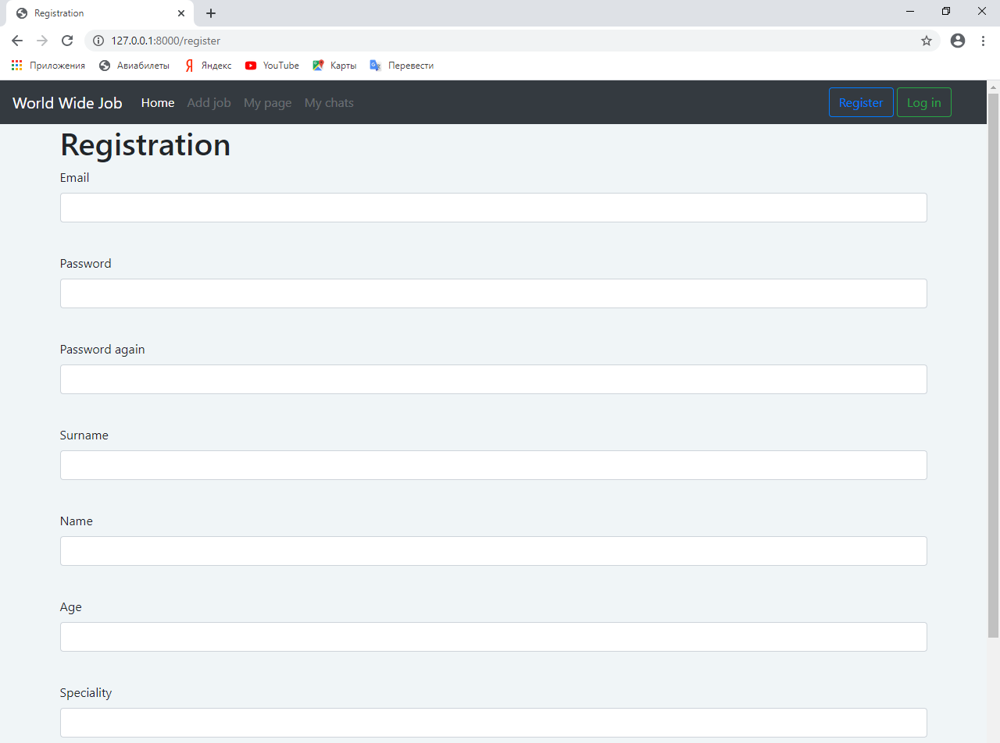 Registration
127.0.0.1:8000/register
Приложения Авиабилеты Яндекс YouTube Карты Перевести
World Wide Job Home Add job My page My chats Register Log in
Registration
Email
Password
Password again
Surname
Name
Age
Speciality